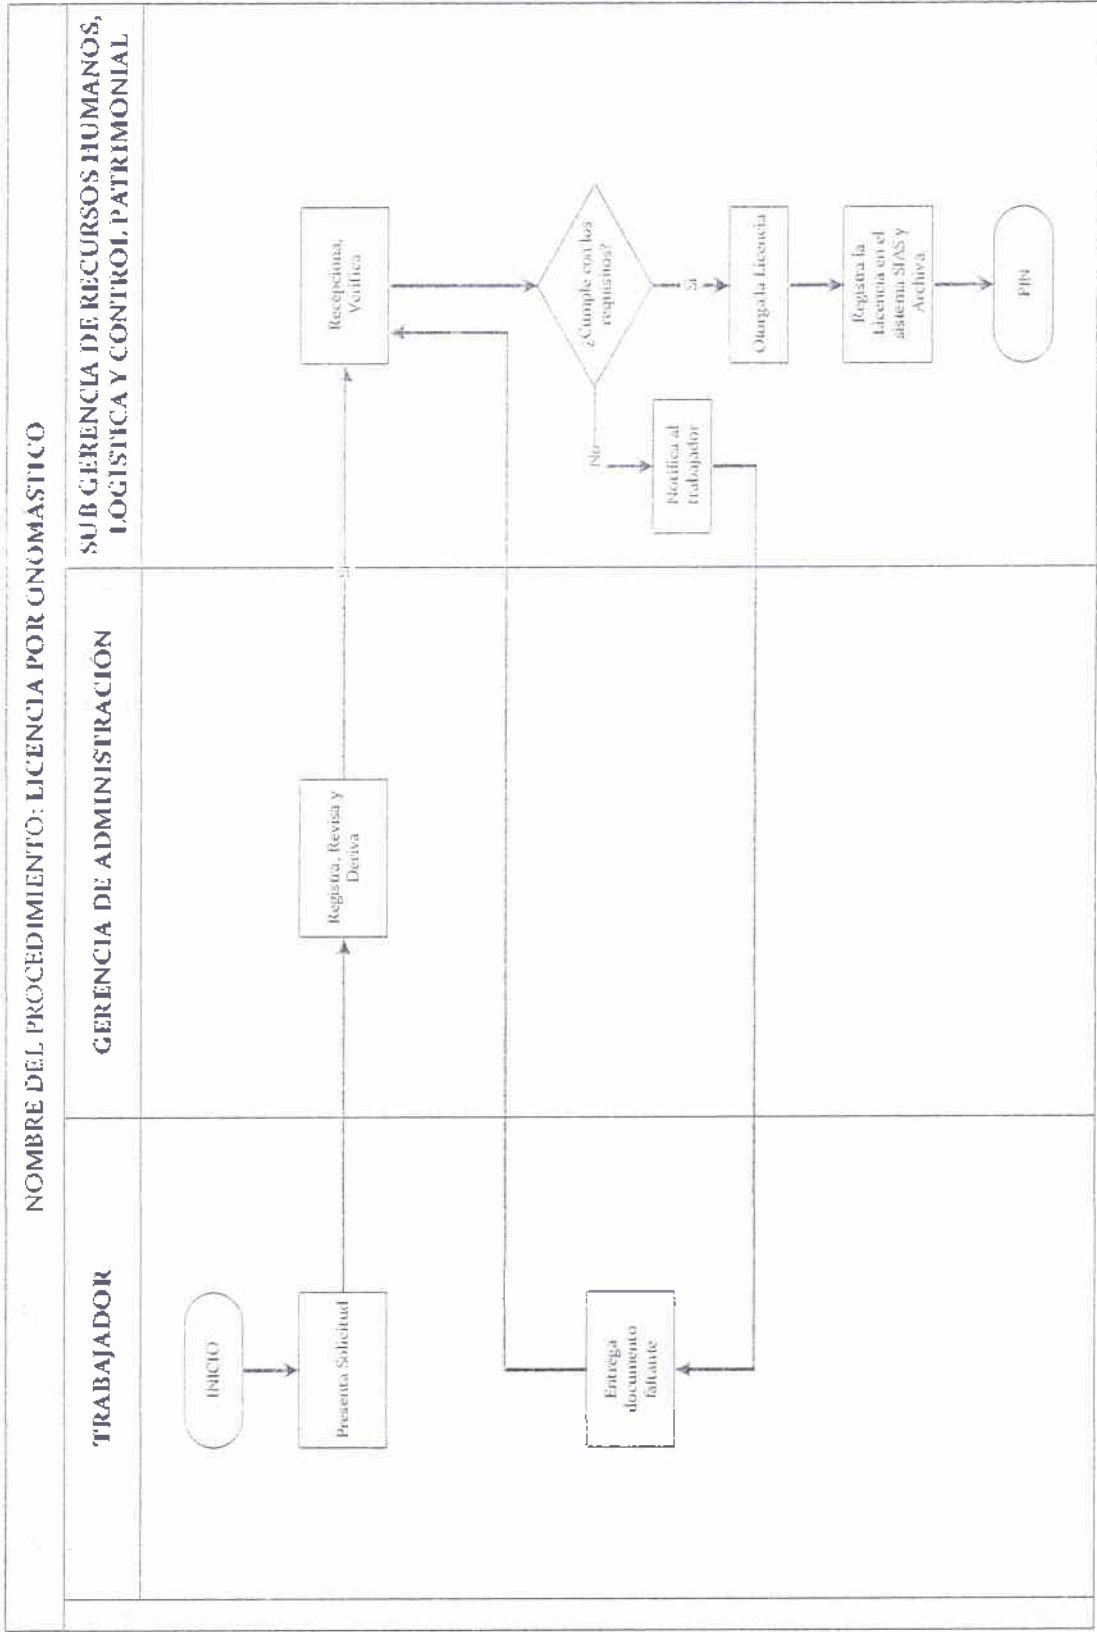 NOMBRE DEL PROCEDIMIENTO: LICENCIA POR ONOMÁSTICO
TRABAJADOR
GERENCIA DE ADMINISTRACIÓN
SUB GERENCIA DE RECURSOS HUMANOS,
LOGISTICA Y CONTROL PATRIMONIAL
INICIO
Presenta Solicitud
Registra, Revisa y
Deriva
Recepciona,
Verifica
¿Cumple con los
requisitos?
No
Si
Notifica al
trabajador
Entrega
documento
faltante
Otorga la Licencia
Registra la
Licencia en el
sistema SIAS y
Archiva
FIN